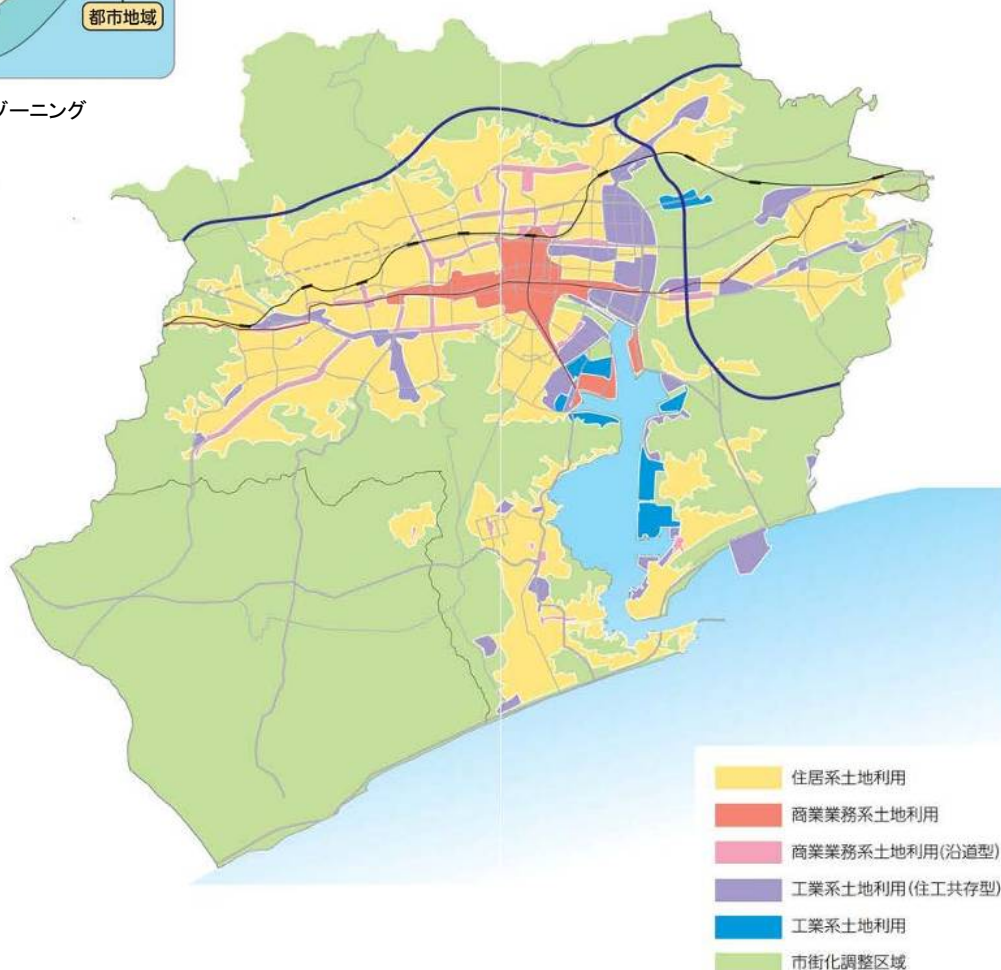 都市地域
ゾーニング
住居系土地利用
商業業務系土地利用
商業業務系土地利用(沿道型)
工業系土地利用(住工共存型)
工業系土地利用
市街化調整区域